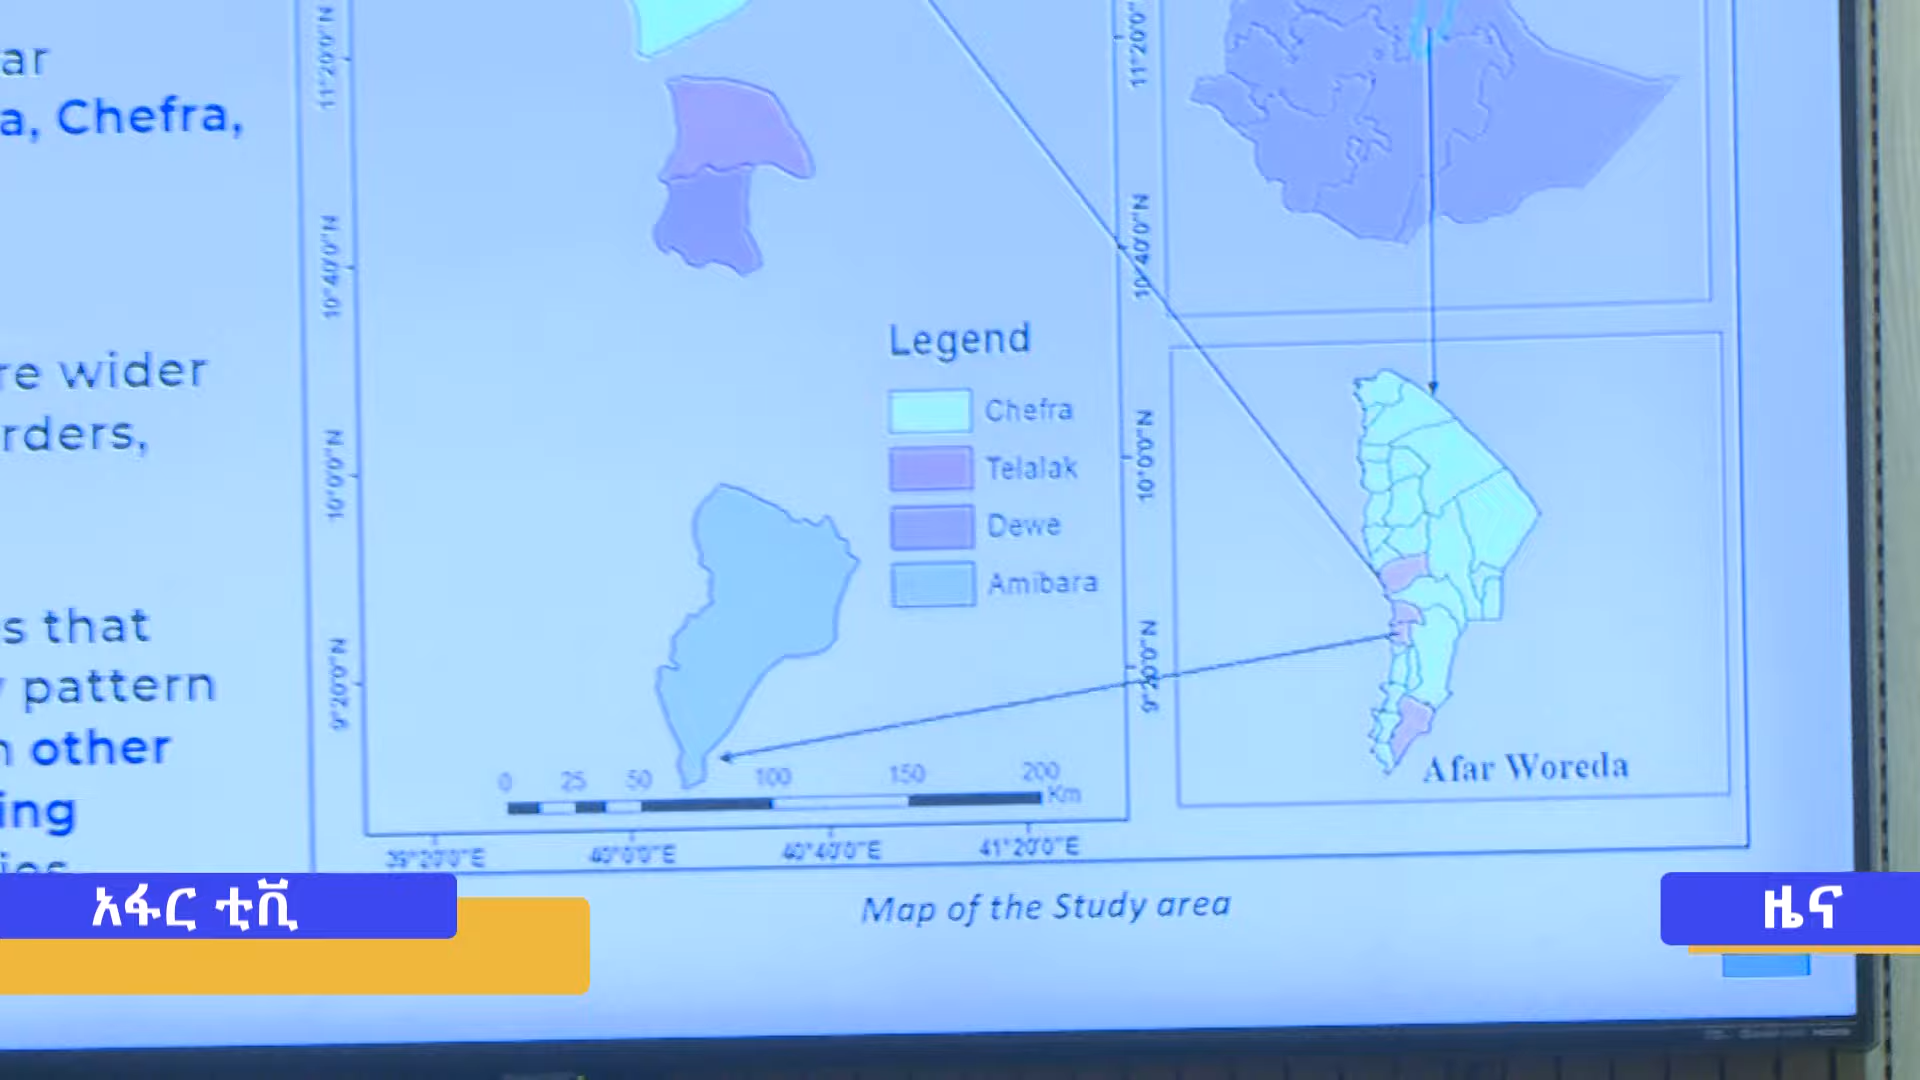 ar
a, Chefra,
re wider
rders,
s that
pattern
other
ing
11°20'0"N
10°40'0"N
10°0'0"N
9°20'0"N
Legend
Chefra
Telalak
Dewe
Amibara
0 25 50 100 150 200
Km
39°20'0"E 40°0'0"E 40°40'0"E 41°20'0"E
11°20'0"
10°40'0"N
10°0'0"N
9°20'0"N
Afar Woreda
Map of the Study area
አፋር ቲቪ
ዜና